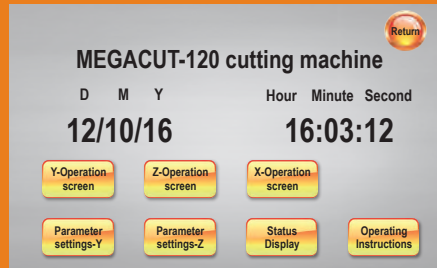 Return
MEGACUT-120 cutting machine
D M Y Hour Minute Second
12/10/16 16:03:12
Y-Operation Z-Operation X-Operation
screen screen screen
Parameter Parameter Status Operating
settings-Y settings-Z Display Instructions